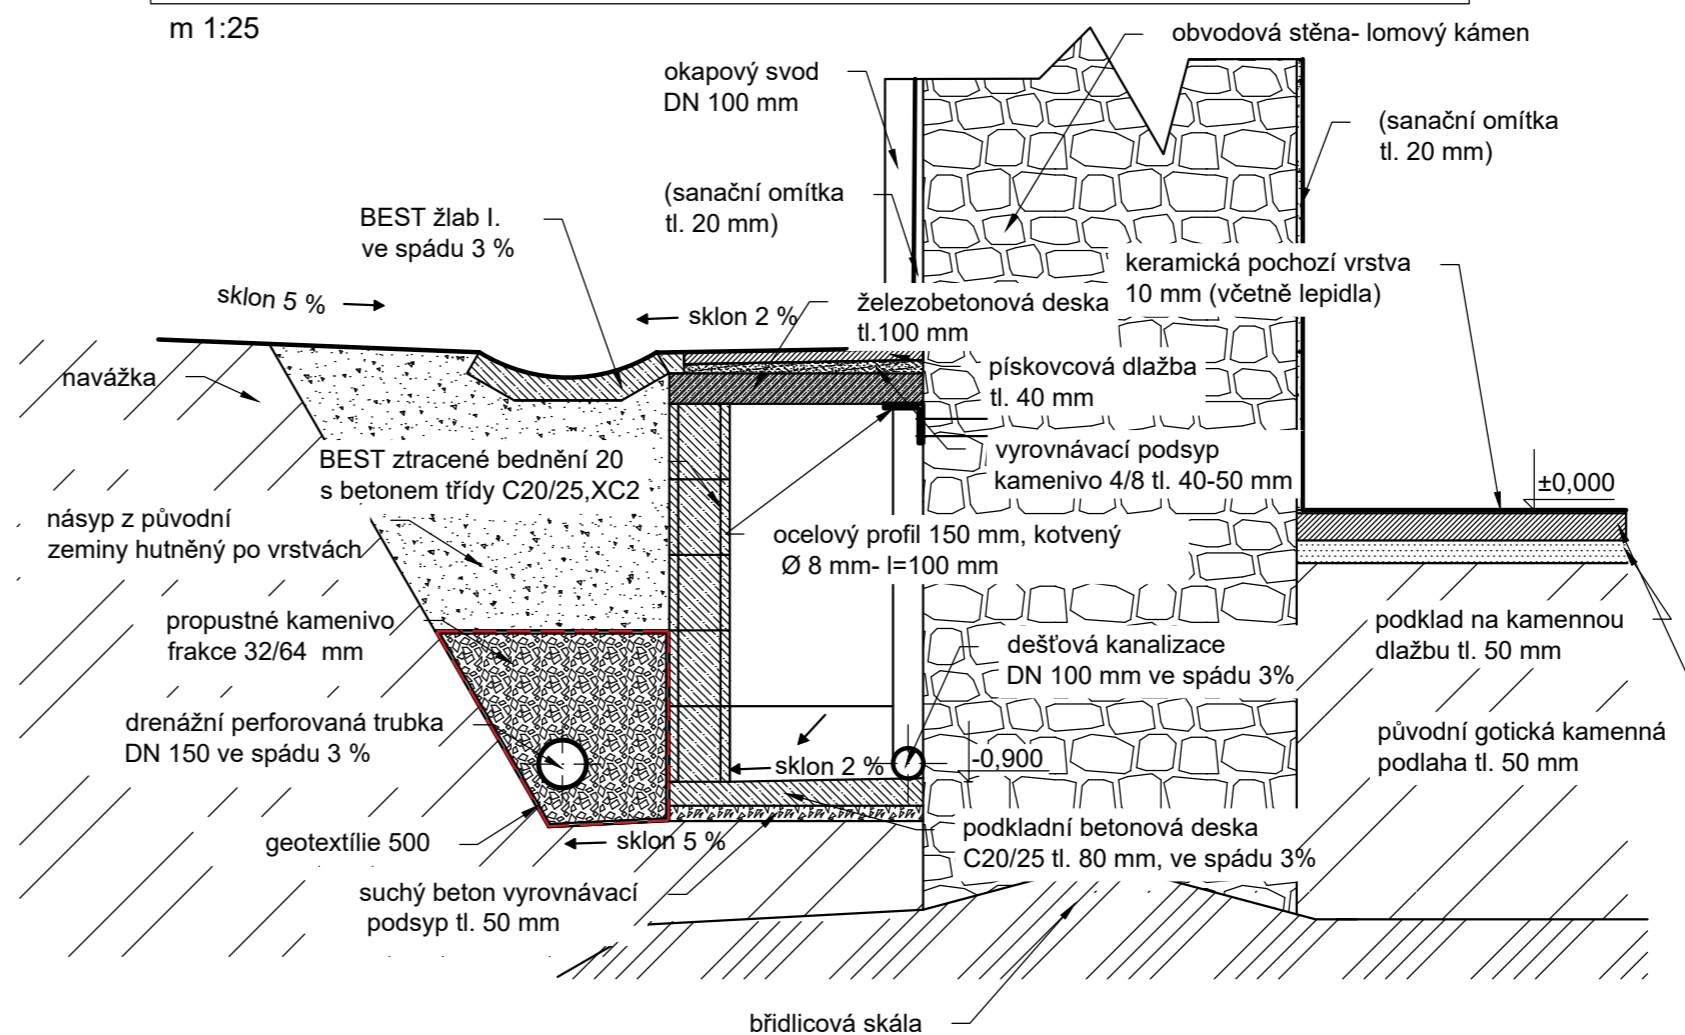 m 1:25
obvodová stěna- lomový kámen
okapový svod
DN 100 mm
(sanační omítka
tl. 20 mm)
(sanační omítka
tl. 20 mm)
BEST žlab I.
ve spádu 3 %
keramická pochozí vrstva
10 mm (včetně lepidla)
sklon 5 %
sklon 2 %
železobetonová deska
tl.100 mm
navážka
pískovcová dlažba
tl. 40 mm
BEST ztracené bednění 20
s betonem třídy C20/25,XC2
vyrovnávací podsyp
kamenivo 4/8 tl. 40-50 mm
±0,000
násyp z původní
zeminy hutněný po vrstvách
ocelový profil 150 mm, kotvený
Ø 8 mm- l=100 mm
propustné kamenivo
frakce 32/64 mm
dešťová kanalizace
DN 100 mm ve spádu 3%
podklad na kamennou
dlažbu tl. 50 mm
drenážní perforovaná trubka
DN 150 ve spádu 3 %
sklon 2 %
-0,900
původní gotická kamenná
podlaha tl. 50 mm
geotextílie 500
sklon 5 %
podkladní betonová deska
C20/25 tl. 80 mm, ve spádu 3%
suchý beton vyrovnávací
podsyp tl. 50 mm
břidlicová skála